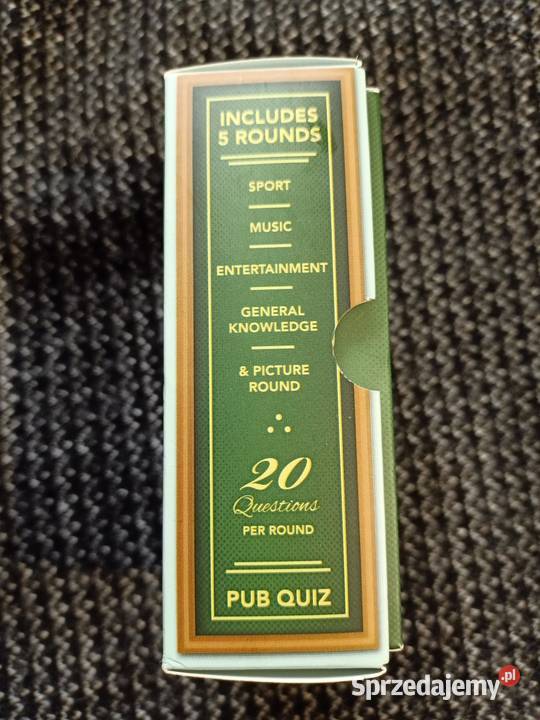 INCLUDES
5 ROUNDS
SPORT
MUSIC
ENTERTAINMENT
GENERAL
KNOWLEDGE
& PICTURE
ROUND
20
Questions
PER ROUND
PUB QUIZ
Sprzedajemy.pl